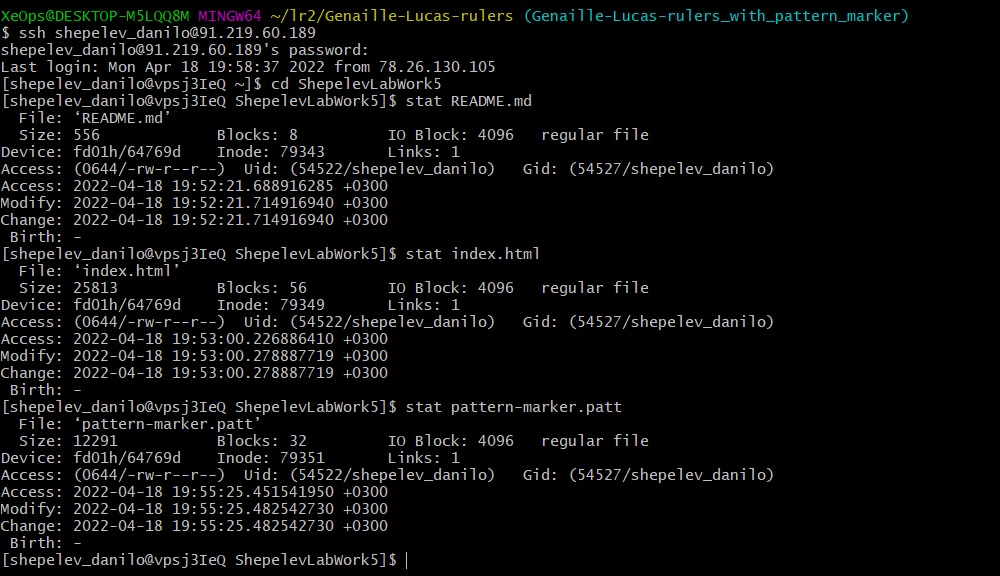 XeOps@DESKTOP-M5LQQ8M MINGW64 ~/lr2/Genaille-Lucas-rulers (Genaille-Lucas-rulers_with_pattern_marker)
$ ssh shepelev_danilo@91.219.60.189
shepelev_danilo@91.219.60.189's password:
Last login: Mon Apr 18 19:58:37 2022 from 78.26.130.105
[shepelev_danilo@vpsj3IeQ ~]$ cd ShepelevLabWork5
[shepelev_danilo@vpsj3IeQ ShepelevLabWork5]$ stat README.md
  File: ‘README.md’
  Size: 556             Blocks: 8          IO Block: 4096   regular file
Device: fd01h/64769d    Inode: 79343       Links: 1
Access: (0644/-rw-r--r--)  Uid: (54522/shepelev_danilo)   Gid: (54527/shepelev_danilo)
Access: 2022-04-18 19:52:21.688916285 +0300
Modify: 2022-04-18 19:52:21.714916940 +0300
Change: 2022-04-18 19:52:21.714916940 +0300
 Birth: -
[shepelev_danilo@vpsj3IeQ ShepelevLabWork5]$ stat index.html
  File: ‘index.html’
  Size: 25813           Blocks: 56         IO Block: 4096   regular file
Device: fd01h/64769d    Inode: 79349       Links: 1
Access: (0644/-rw-r--r--)  Uid: (54522/shepelev_danilo)   Gid: (54527/shepelev_danilo)
Access: 2022-04-18 19:53:00.226886410 +0300
Modify: 2022-04-18 19:53:00.278887719 +0300
Change: 2022-04-18 19:53:00.278887719 +0300
 Birth: -
[shepelev_danilo@vpsj3IeQ ShepelevLabWork5]$ stat pattern-marker.patt
  File: ‘pattern-marker.patt’
  Size: 12291           Blocks: 32         IO Block: 4096   regular file
Device: fd01h/64769d    Inode: 79351       Links: 1
Access: (0644/-rw-r--r--)  Uid: (54522/shepelev_danilo)   Gid: (54527/shepelev_danilo)
Access: 2022-04-18 19:55:25.451541950 +0300
Modify: 2022-04-18 19:55:25.482542730 +0300
Change: 2022-04-18 19:55:25.482542730 +0300
 Birth: -
[shepelev_danilo@vpsj3IeQ ShepelevLabWork5]$